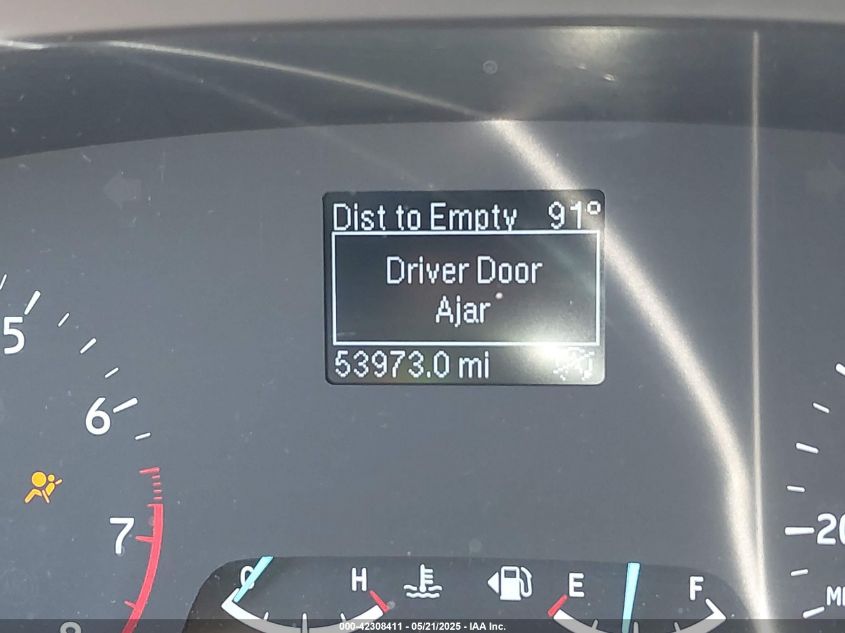 Dist to Empty 91°
Driver Door
Ajar
53973.0 mi
5
6
7
8
20
C H
E F
000-42308411 - 05/21/2025 - IAA Inc.